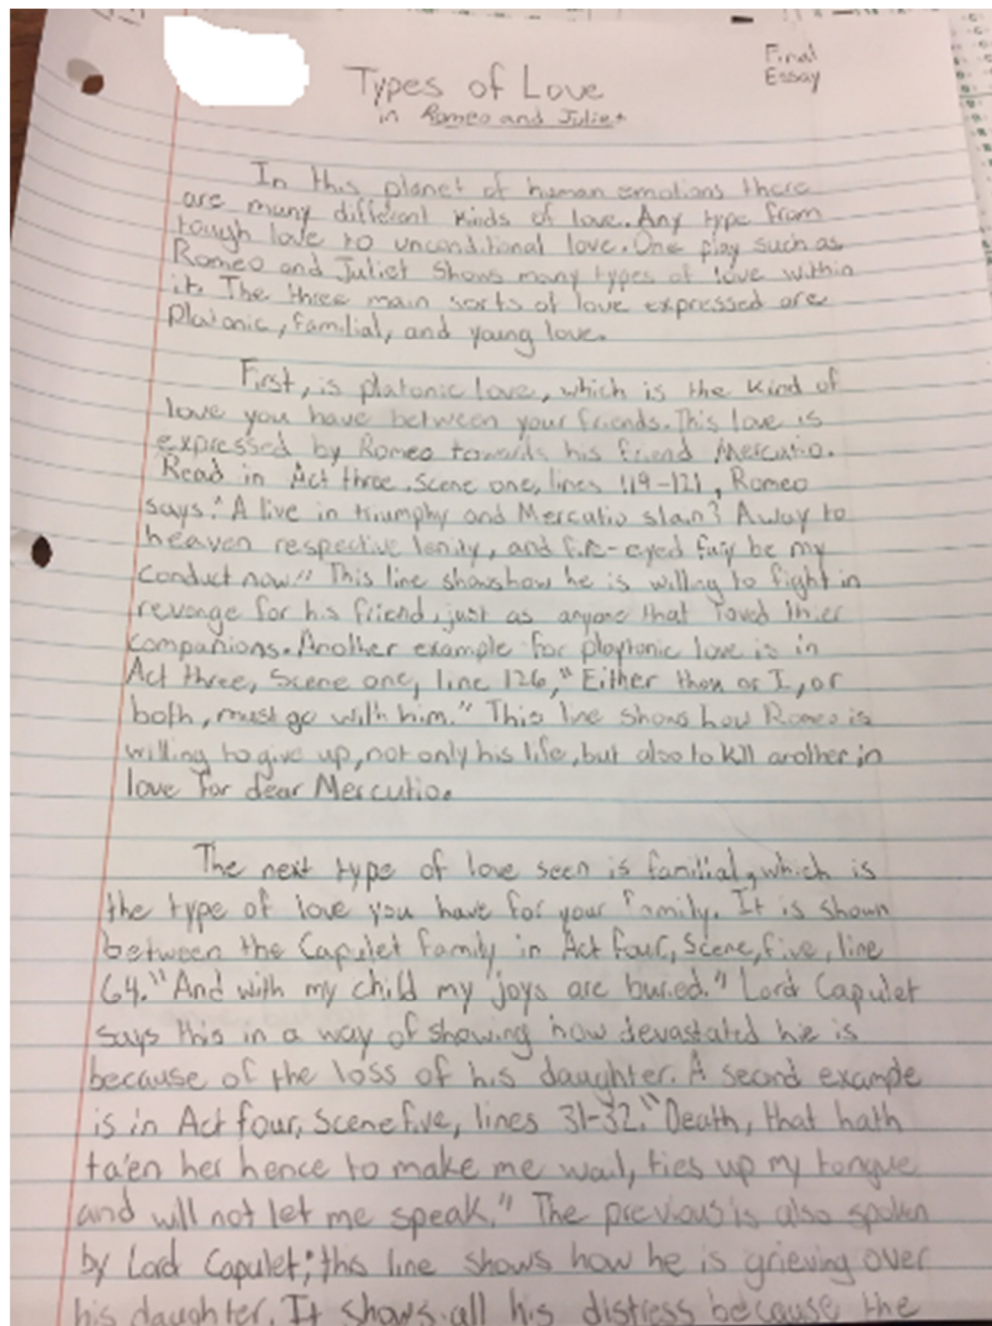 Final
Essay
Types of Love
in Romeo and Juliet
In this planet of human emotions there
are many different kinds of love. Any type from
tough love to unconditional love. One play such as
Romeo and Juliet shows many types of love within
it. The three main sorts of love expressed are
Platonic, familial, and young love.
First, is platonic love, which is the kind of
love you have between your friends. This love is
expressed by Romeo towards his friend Mercutio.
Read in Act three, Scene one, lines 119-121, Romeo
says: "A live in triumphy and Mercutio slain? Away to
heaven respective lenity, and fire-eyed fury be my
conduct now." This line shows how he is willing to fight in
revenge for his friend, just as anyone that loved thier
companions. Another example for playtonic love is in
Act three, Scene one, line 126, "Either thou or I, or
both, must go with him." This line shows how Romeo is
willing to give up, not only his life, but also to kill another in
love for dear Mercutio.
The next type of love seen is familial, which is
the type of love you have for your family. It is shown
between the Capulet family in Act four, Scene, five, line
64. "And with my child my joys are buried." Lord Capulet
says this in a way of showing how devastated he is
because of the loss of his daughter. A second example
is in Act four, Scene five, lines 31-32. "Death, that hath
ta'en her hence to make me wail, ties up my tongue
and will not let me speak." The previous is also spoken
by Lord Capulet; this line shows how he is grieving over
his daughter. It shows all his distress because the